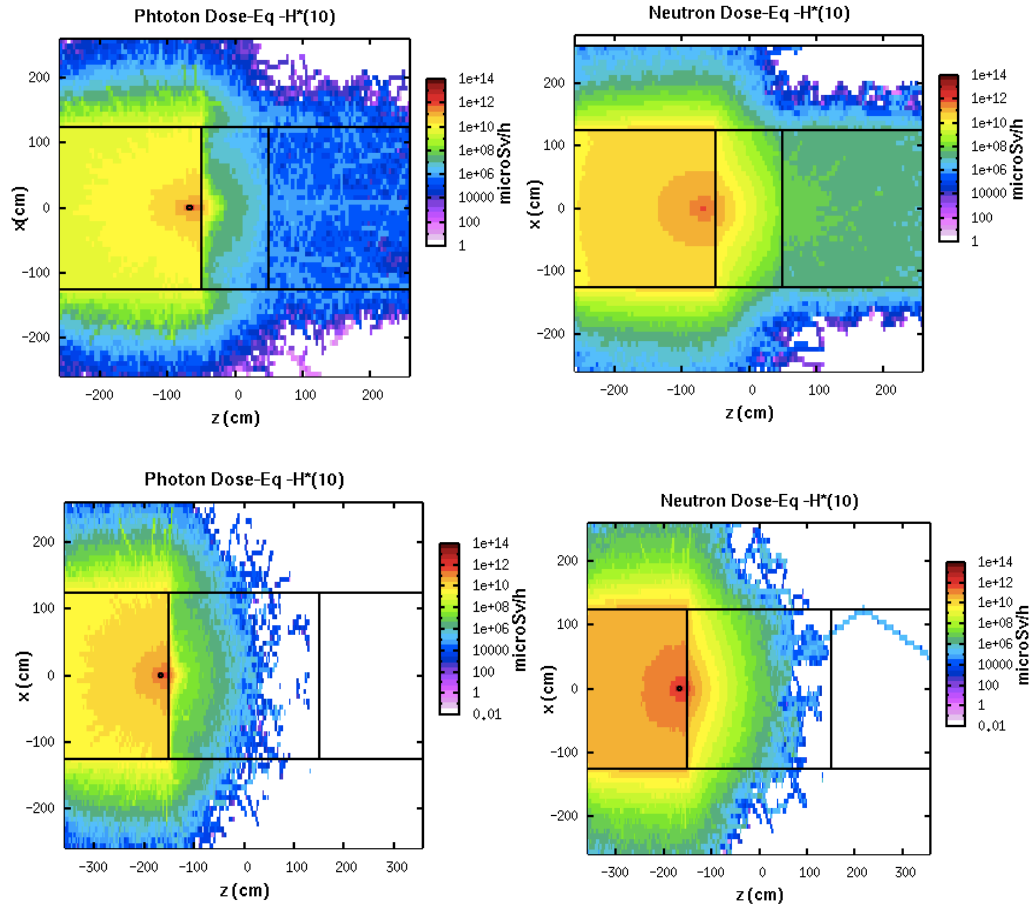 Phtoton Dose-Eq -H*(10)
200
100
0
-100
-200
x(cm)
-200 -100 0 100 200
z (cm)
1e+14
1e+12
1e+10
1e+08
1e+06
10000
100
1
microSv/h
Neutron Dose-Eq -H*(10)
200
100
0
-100
-200
x (cm)
-200 -100 0 100 200
z (cm)
1e+14
1e+12
1e+10
1e+08
1e+06
10000
100
1
microSv/h
Photon Dose-Eq -H*(10)
200
100
0
-100
-200
x (cm)
-300 -200 -100 0 100 200 300
z (cm)
1e+14
1e+12
1e+10
1e+08
1e+06
10000
100
1
0.01
microSv/h
Neutron Dose-Eq -H*(10)
200
100
0
-100
-200
x (cm)
-300 -200 -100 0 100 200 300
z (cm)
1e+14
1e+12
1e+10
1e+08
1e+06
10000
100
1
0.01
microSv/h